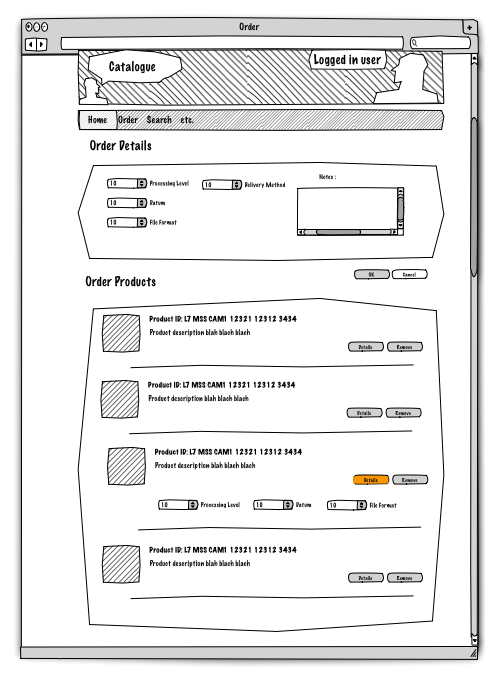 Order
Catalogue
Logged in user
Home Order Search etc.
Order Details
10 Processing Level 10 Delivery Method Notes :
10 Datum
10 File Format
OK Cancel
Order Products
Product ID: L7 MSS CAM1 12321 12312 3434
Product description blah blach blach
Details Remove
Product ID: L7 MSS CAM1 12321 12312 3434
Product description blah blach blach
Details Remove
Product ID: L7 MSS CAM1 12321 12312 3434
Product description blah blach blach
Details Remove
10 Processing Level 10 Datum 10 File Format
Product ID: L7 MSS CAM1 12321 12312 3434
Product description blah blach blach
Details Remove